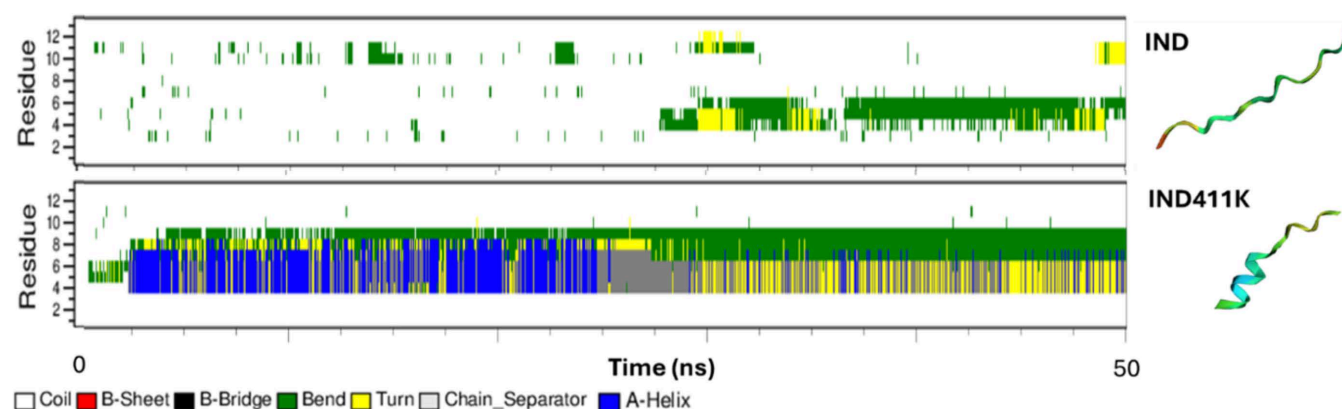 Residue
12
10
8
6
4
2
IND
Residue
12
10
8
6
4
2
IND411K
0
Time (ns)
50
Coil B-Sheet B-Bridge Bend Turn Chain_Separator A-Helix